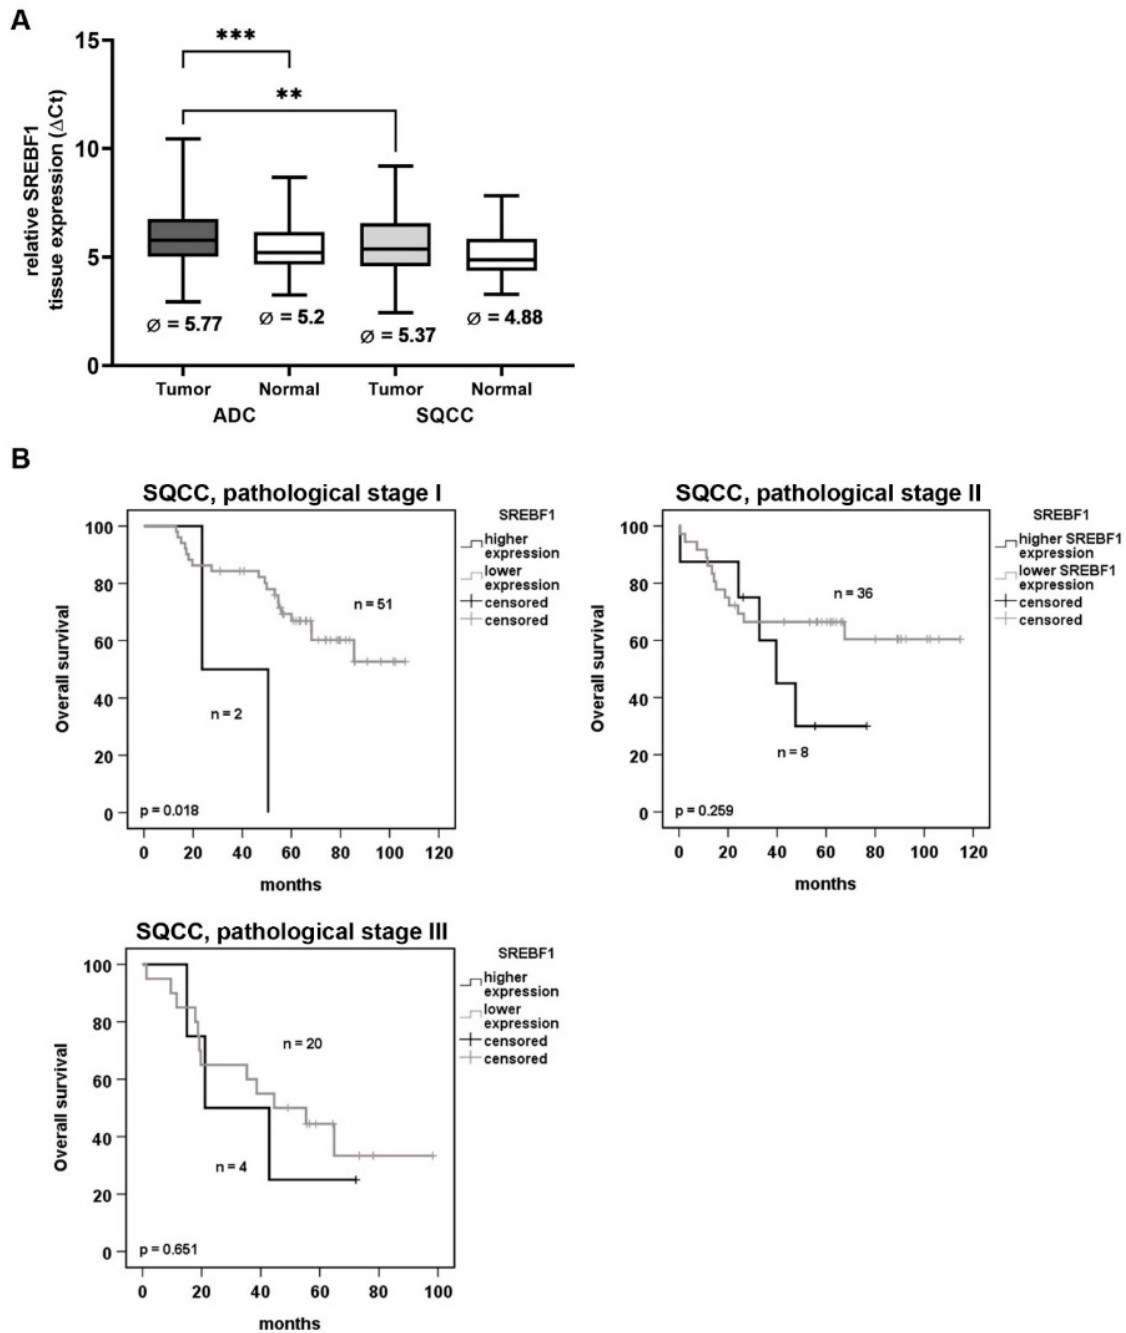 A
15
10
5
0
relative SREBF1
tissue expression (ΔCt)
***
**
∅ = 5.77
∅ = 5.2
∅ = 5.37
∅ = 4.88
Tumor
Normal
Tumor
Normal
ADC
SQCC
B
SQCC, pathological stage I
Overall survival
100
80
60
40
20
0
n = 51
n = 2
p = 0.018
0 20 40 60 80 100 120
months
SREBF1
higher
expression
lower
expression
censored
censored
SQCC, pathological stage II
Overall survival
100
80
60
40
20
0
n = 36
n = 8
p = 0.259
0 20 40 60 80 100 120
months
SREBF1
higher SREBF1
expression
lower SREBF1
expression
censored
censored
SQCC, pathological stage III
Overall survival
100
80
60
40
20
0
n = 20
n = 4
p = 0.651
0 20 40 60 80 100
months
SREBF1
higher
expression
lower
expression
censored
censored